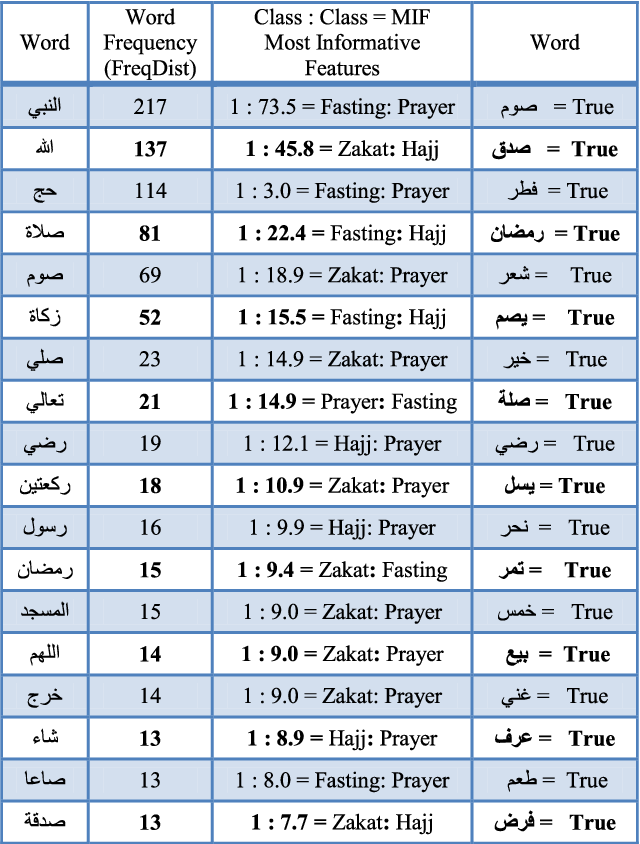 Word | Word Frequency (FreqDist) | Class : Class = MIF Most Informative Features | Word
النبي | 217 | 1 : 73.5 = Fasting: Prayer | صوم = True
الله | 137 | 1 : 45.8 = Zakat: Hajj | صدق = True
حج | 114 | 1 : 3.0 = Fasting: Prayer | فطر = True
صلاة | 81 | 1 : 22.4 = Fasting: Hajj | رمضان = True
صوم | 69 | 1 : 18.9 = Zakat: Prayer | شعر = True
زكاة | 52 | 1 : 15.5 = Fasting: Hajj | يصم = True
صلي | 23 | 1 : 14.9 = Zakat: Prayer | خير = True
تعالي | 21 | 1 : 14.9 = Prayer: Fasting | صلة = True
رضي | 19 | 1 : 12.1 = Hajj: Prayer | رضي = True
ركعتين | 18 | 1 : 10.9 = Zakat: Prayer | يسل = True
رسول | 16 | 1 : 9.9 = Hajj: Prayer | نحر = True
رمضان | 15 | 1 : 9.4 = Zakat: Fasting | تمر = True
المسجد | 15 | 1 : 9.0 = Zakat: Prayer | خمس = True
اللهم | 14 | 1 : 9.0 = Zakat: Prayer | بيع = True
خرج | 14 | 1 : 9.0 = Zakat: Prayer | غني = True
شاء | 13 | 1 : 8.9 = Hajj: Prayer | عرف = True
صاعا | 13 | 1 : 8.0 = Fasting: Prayer | طعم = True
صدقة | 13 | 1 : 7.7 = Zakat: Hajj | فرض = True